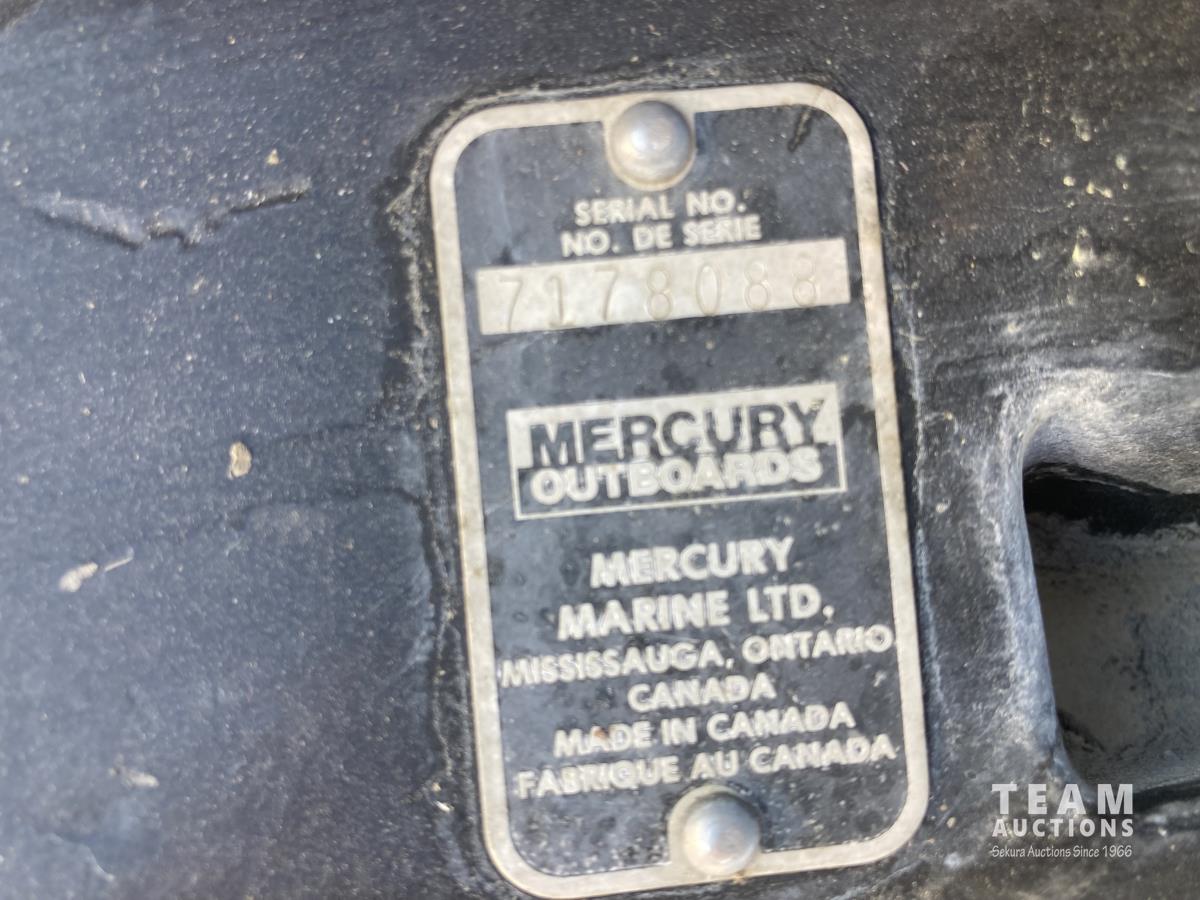 SERIAL NO.
NO. DE SERIE
7178088
MERCURY
OUTBOARDS
MERCURY
MARINE LTD.
MISSISSAUGA, ONTARIO
CANADA
MADE IN CANADA
FABRIQUE AU CANADA
TEAM
AUCTIONS
Sekura Auctions Since 1966